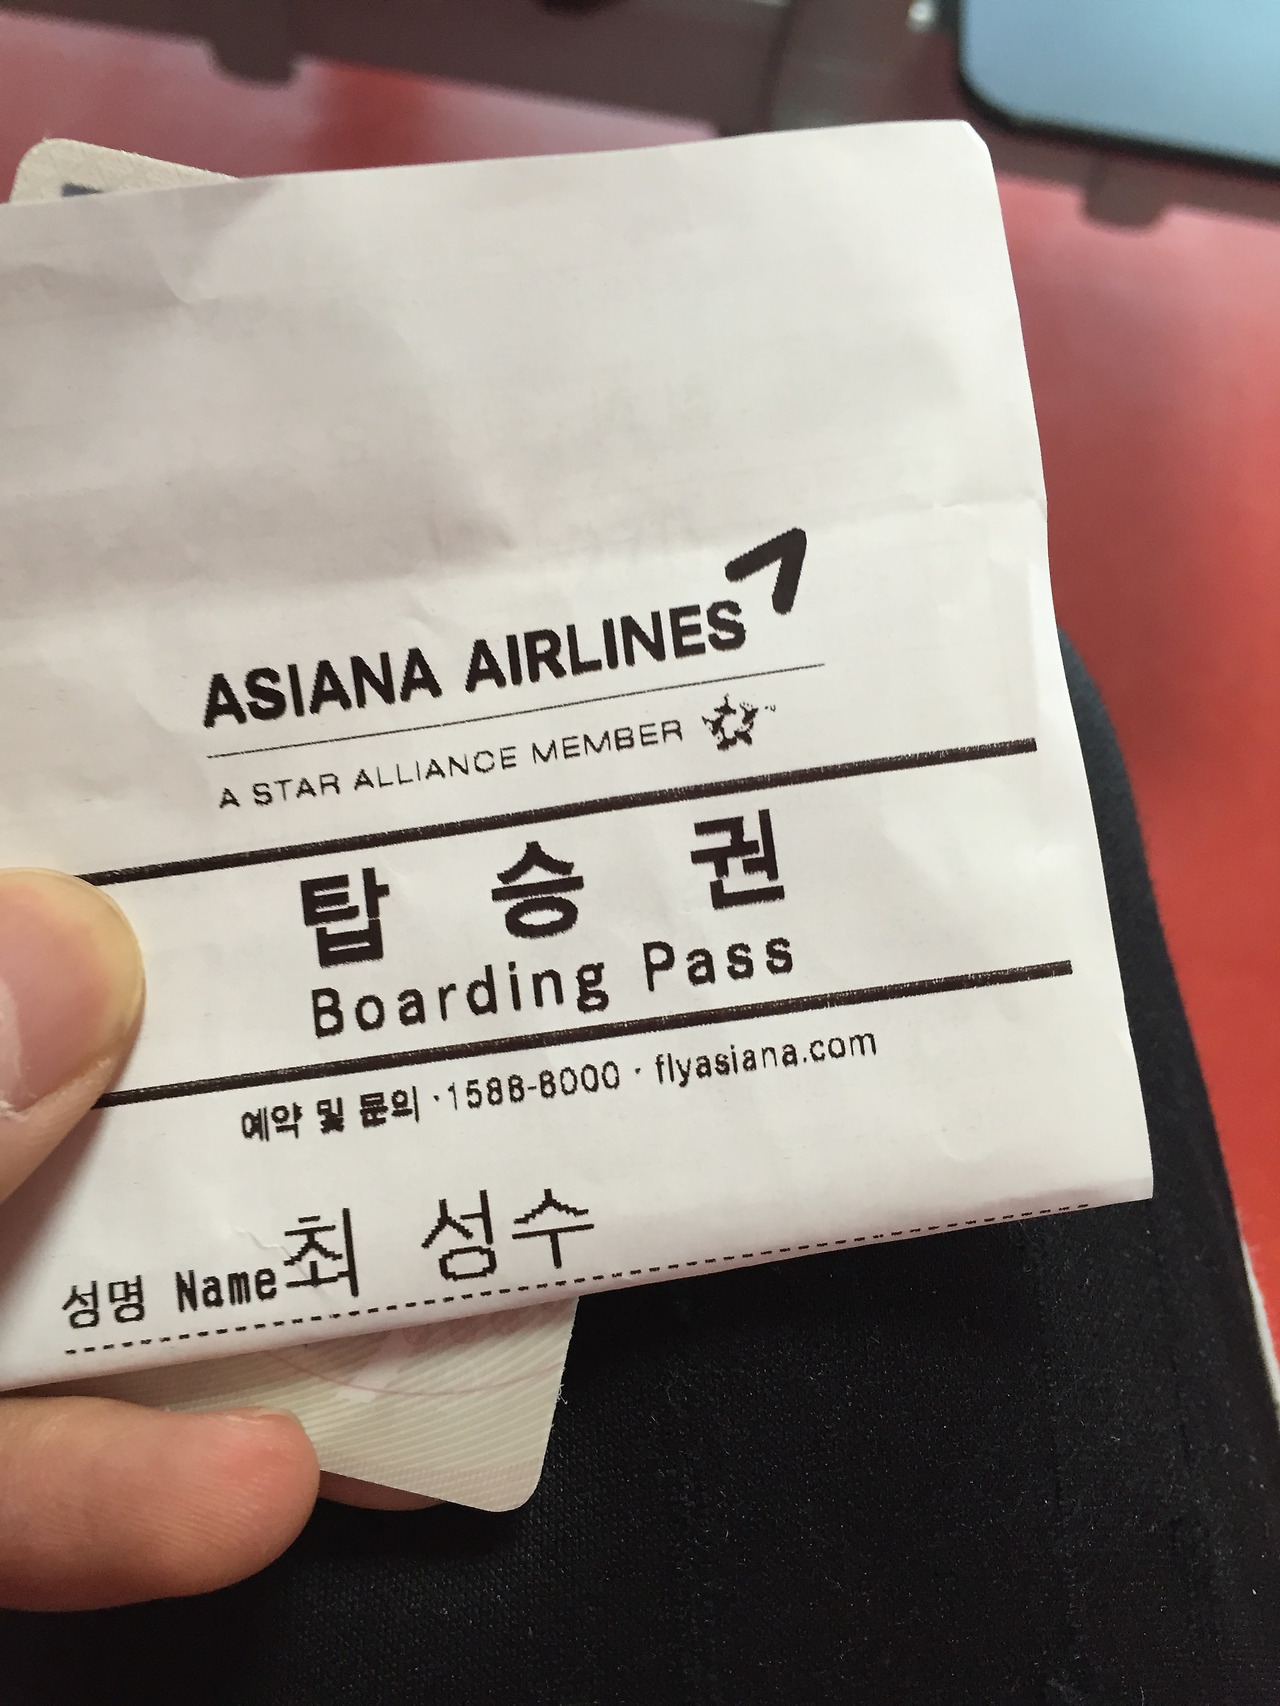 ASIANA AIRLINES
A STAR ALLIANCE MEMBER
탑 승 권
Boarding Pass
예약 및 문의 · 1588-8000 · flyasiana.com
성명 Name 최 성수